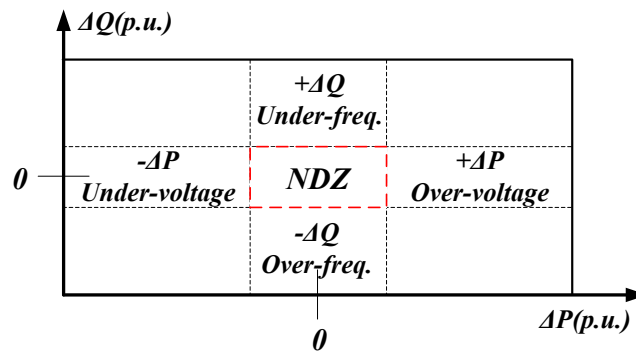 ΔQ(p.u.)
+ΔQ
Under-freq.
-ΔP
Under-voltage
NDZ
+ΔP
Over-voltage
0
-ΔQ
Over-freq.
ΔP(p.u.)
0